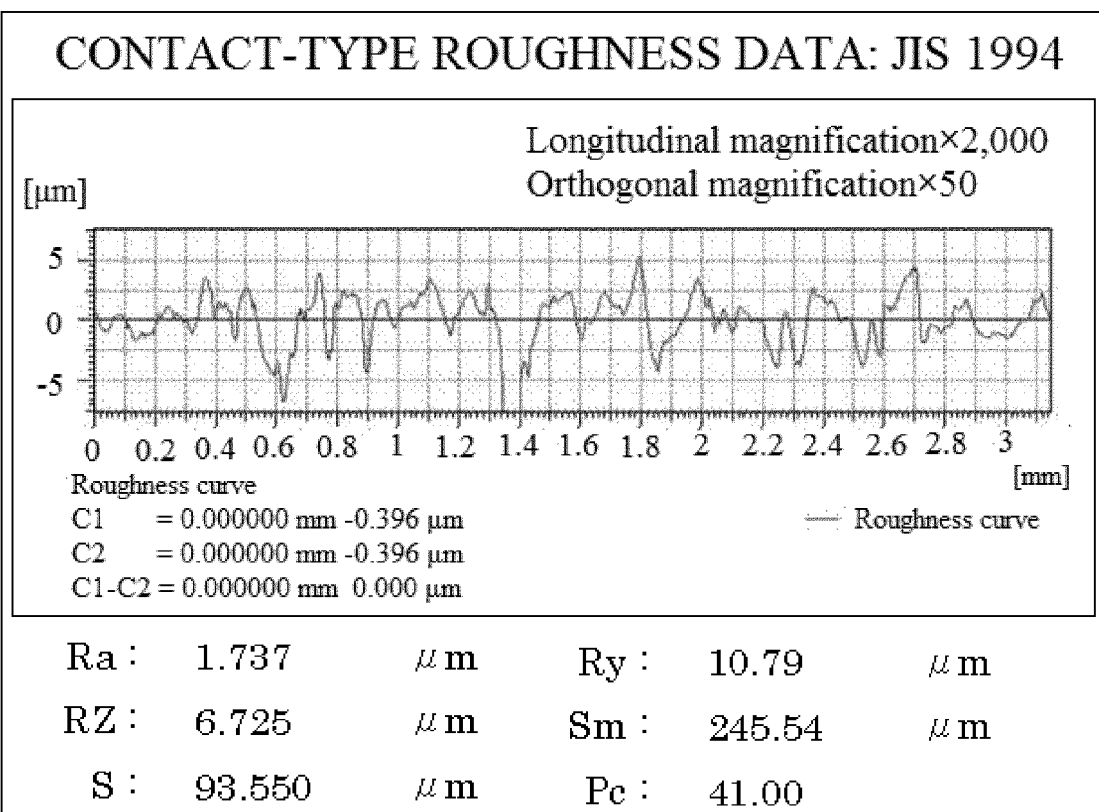 CONTACT-TYPE ROUGHNESS DATA: JIS 1994
Longitudinal magnification×2,000
Orthogonal magnification×50
[μm]
5
0
-5
0 0.2 0.4 0.6 0.8 1 1.2 1.4 1.6 1.8 2 2.2 2.4 2.6 2.8 3
[mm]
Roughness curve
C1 = 0.000000 mm -0.396 μm
Roughness curve
C2 = 0.000000 mm -0.396 μm
C1-C2 = 0.000000 mm 0.000 μm
Ra : 1.737 μm Ry : 10.79 μm
RZ : 6.725 μm Sm : 245.54 μm
S : 93.550 μm Pc : 41.00